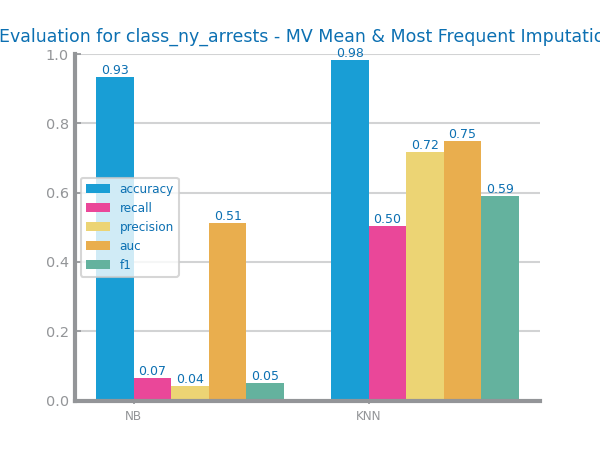 Evaluation for class_ny_arrests - MV Mean & Most Frequent Imputatio
1.0
0.8
0.6
0.4
0.2
0.0
0.93
0.07
0.04
0.51
0.05
0.98
0.50
0.72
0.75
0.59
accuracy
recall
precision
auc
f1
NB
KNN